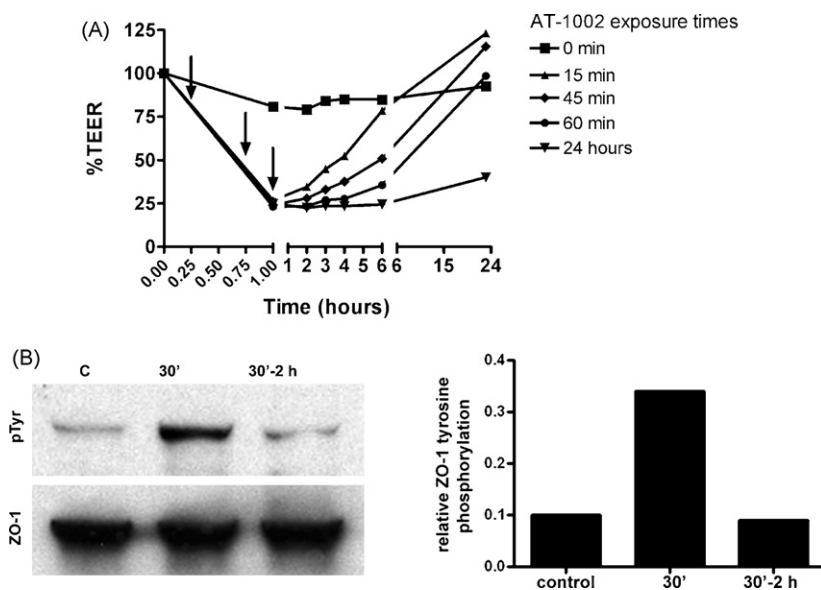 (A)
125
100
75
50
25
0
%TEER
0.00
0.25
0.50
0.75
1.00
1 2 3 4 5 6 6 15 24
Time (hours)
AT-1002 exposure times
0 min
15 min
45 min
60 min
24 hours
(B)
C 30' 30'-2 h
pTyr
ZO-1
relative ZO-1 tyrosine
phosphorylation
0.4
0.3
0.2
0.1
0.0
control 30' 30'-2 h